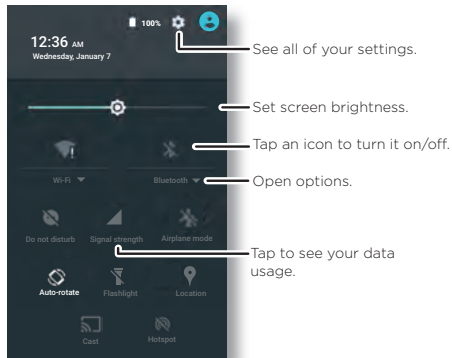 100%
12:36 AM
Wednesday, January 7
See all of your settings.
Set screen brightness.
Tap an icon to turn it on/off.
Wi-Fi
Bluetooth
Open options.
Do not disturb
Signal strength
Airplane mode
Tap to see your data
usage.
Auto-rotate
Flashlight
Location
Cast
Hotspot